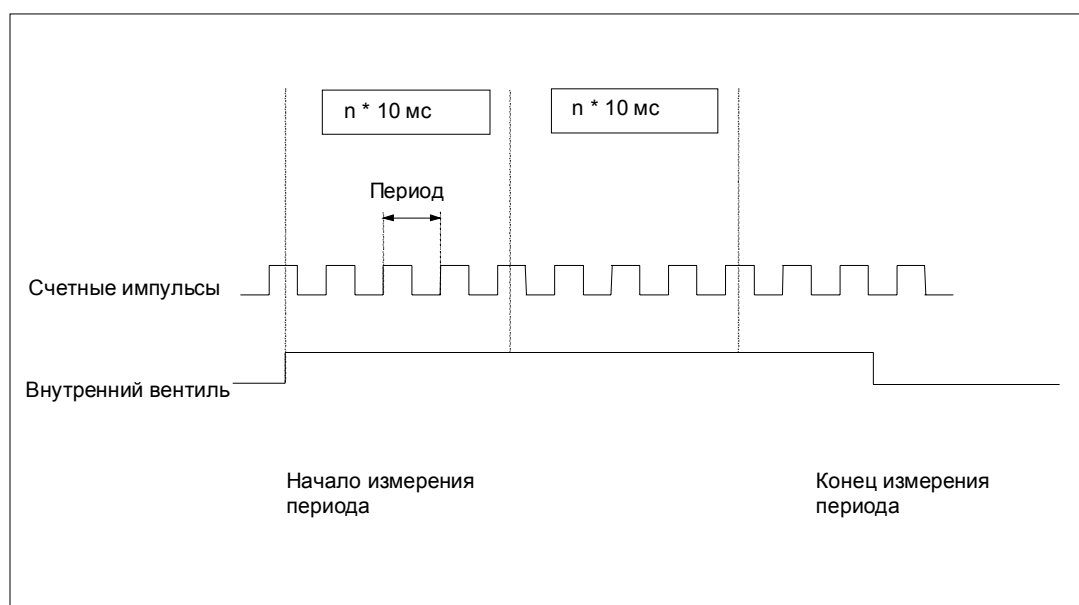 n * 10 мс
n * 10 мс
Период
Счетные импульсы
Внутренний вентиль
Начало измерения
периода
Конец измерения
периода